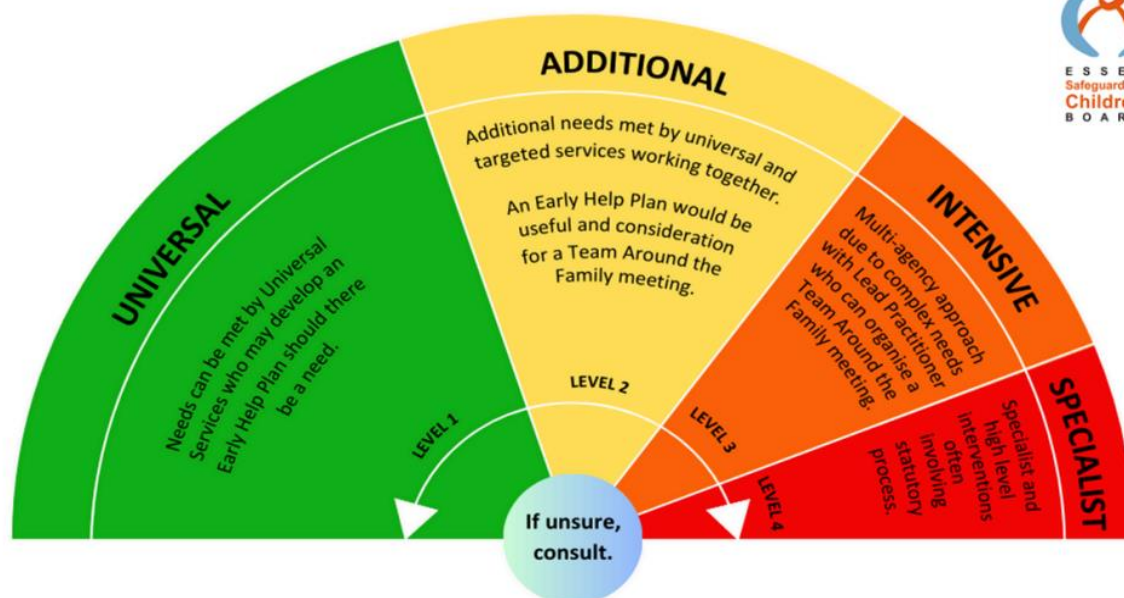 UNIVERSAL
Needs can be met by Universal
Services who may develop an
Early Help Plan should there
be a need.
LEVEL 1
ADDITIONAL
Additional needs met by universal and
targeted services working together.
An Early Help Plan would be
useful and consideration
for a Team Around the
Family meeting.
LEVEL 2
INTENSIVE
Multi-agency approach
due to complex needs
with Lead Practitioner
who can organise a
Team Around the
Family meeting.
LEVEL 3
SPECIALIST
Specialist and
high level
interventions
often
involving
statutory
process.
LEVEL 4
If unsure,
consult.
ESSE
Safeguard
Childre
BOAR